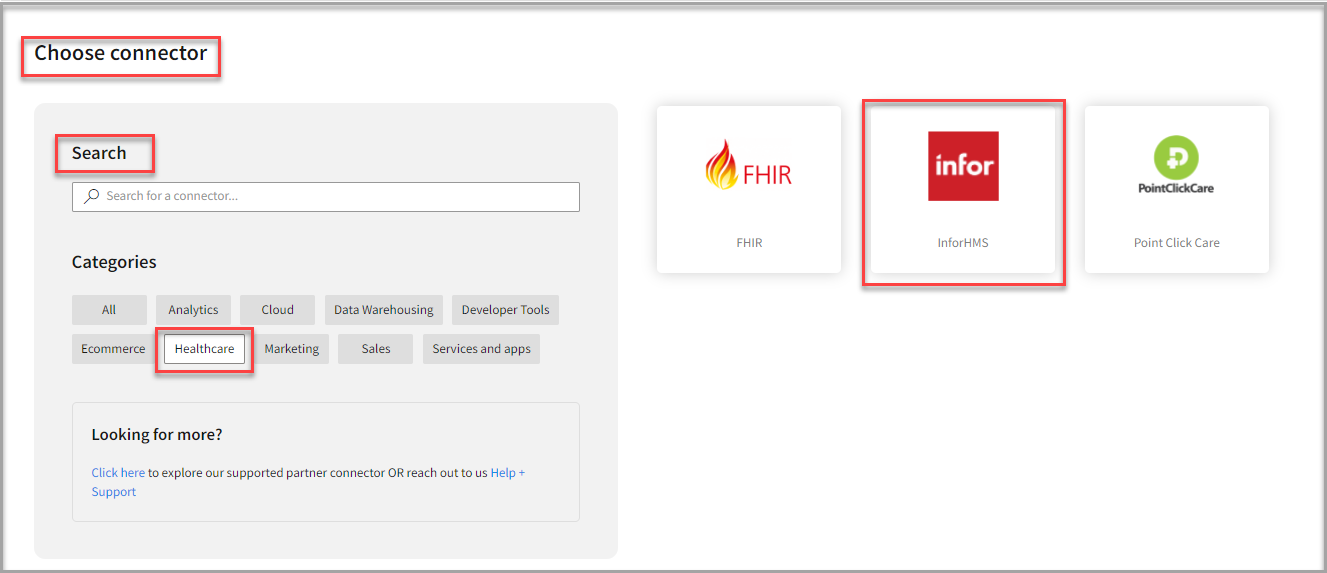 Choose connector
Search
Search for a connector...
Categories
All
Analytics
Cloud
Data Warehousing
Developer Tools
Ecommerce
Healthcare
Marketing
Sales
Services and apps
Looking for more?
Click here to explore our supported partner connector OR reach out to us Help +
Support
FHIR
FHIR
infor
InforHMS
PointClickCare
Point Click Care